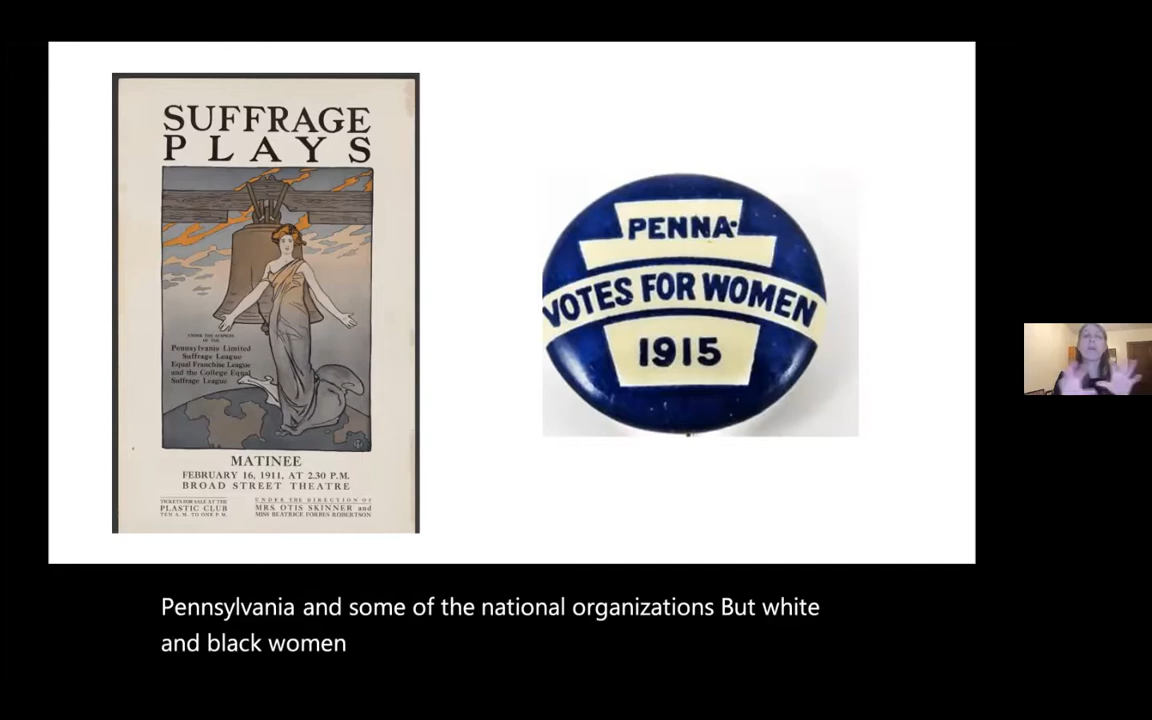 SUFFRAGE
PLAYS
UNDER THE AUSPICES
OF THE
Pennsylvania Limited
Suffrage League
Equal Franchise League
and the College Equal
Suffrage League
MATINEE
FEBRUARY 16, 1911, AT 2.30 P.M.
BROAD STREET THEATRE
TICKETS FOR SALE AT THE
PLASTIC CLUB
TEN A. M. TO ONE P. M.
UNDER THE DIRECTION OF
MRS. OTIS SKINNER and
MISS BEATRICE FORBES ROBERTSON
PENNA·
VOTES FOR WOMEN
1915
Pennsylvania and some of the national organizations But white
and black women